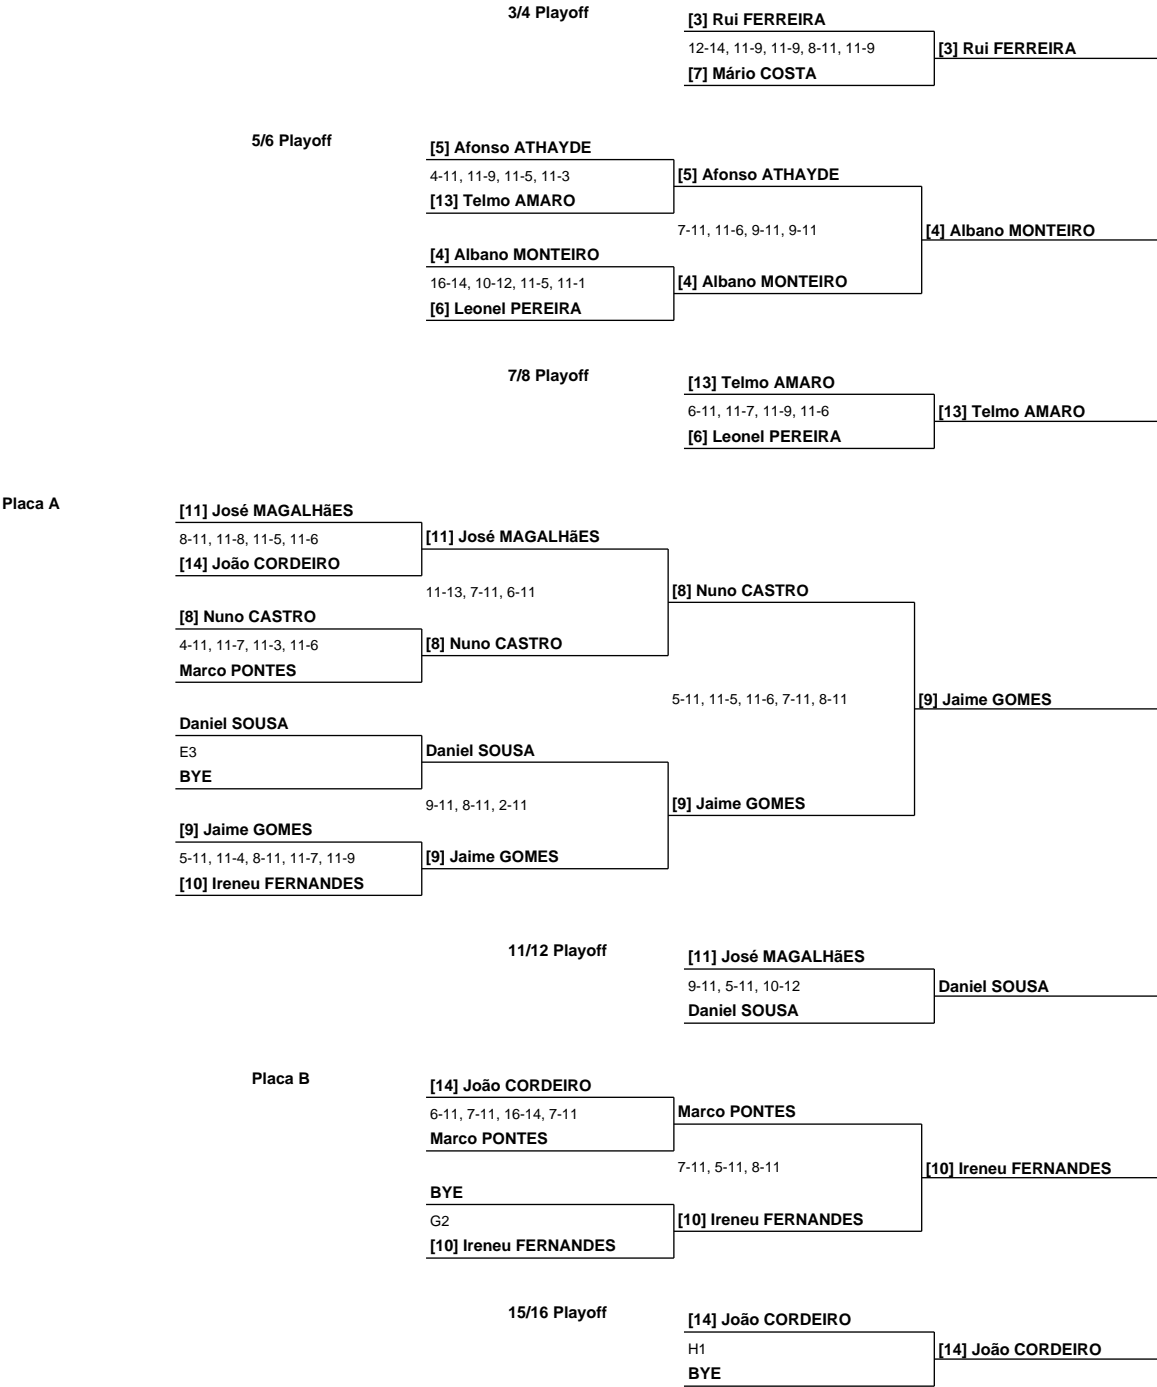 3/4 Playoff
[3] Rui FERREIRA
12-14, 11-9, 11-9, 8-11, 11-9
[3] Rui FERREIRA
[7] Mário COSTA
5/6 Playoff
[5] Afonso ATHAYDE
4-11, 11-9, 11-5, 11-3
[5] Afonso ATHAYDE
[13] Telmo AMARO
7-11, 11-6, 9-11, 9-11
[4] Albano MONTEIRO
[4] Albano MONTEIRO
16-14, 10-12, 11-5, 11-1
[4] Albano MONTEIRO
[6] Leonel PEREIRA
7/8 Playoff
[13] Telmo AMARO
6-11, 11-7, 11-9, 11-6
[13] Telmo AMARO
[6] Leonel PEREIRA
Placa A
[11] José MAGALHãES
8-11, 11-8, 11-5, 11-6
[11] José MAGALHãES
[14] João CORDEIRO
11-13, 7-11, 6-11
[8] Nuno CASTRO
[8] Nuno CASTRO
4-11, 11-7, 11-3, 11-6
[8] Nuno CASTRO
Marco PONTES
5-11, 11-5, 11-6, 7-11, 8-11
[9] Jaime GOMES
Daniel SOUSA
E3
Daniel SOUSA
BYE
9-11, 8-11, 2-11
[9] Jaime GOMES
[9] Jaime GOMES
5-11, 11-4, 8-11, 11-7, 11-9
[9] Jaime GOMES
[10] Ireneu FERNANDES
11/12 Playoff
[11] José MAGALHãES
9-11, 5-11, 10-12
Daniel SOUSA
Daniel SOUSA
Placa B
[14] João CORDEIRO
6-11, 7-11, 16-14, 7-11
Marco PONTES
Marco PONTES
7-11, 5-11, 8-11
[10] Ireneu FERNANDES
BYE
G2
[10] Ireneu FERNANDES
[10] Ireneu FERNANDES
15/16 Playoff
[14] João CORDEIRO
H1
[14] João CORDEIRO
BYE